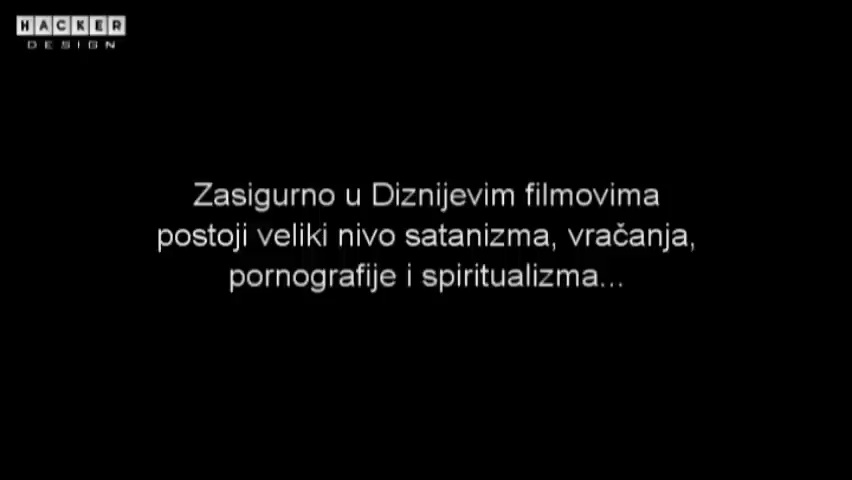 HACKER
DESIGN
Zasigurno u Diznijevim filmovima
postoji veliki nivo satanizma, vračanja,
pornografije i spiritualizma...